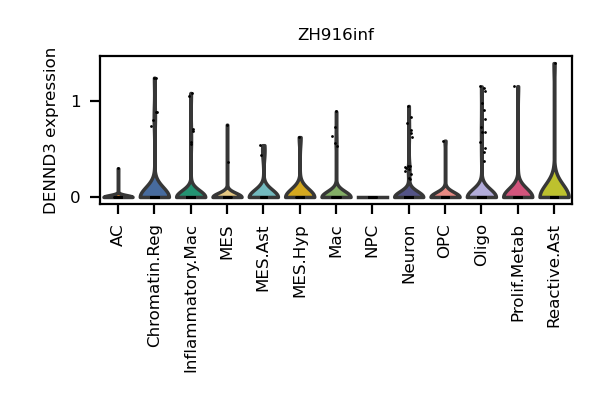 ZH916inf
DENND3 expression
1
0
AC
Chromatin.Reg
Inflammatory.Mac
MES
MES.Ast
MES.Hyp
Mac
NPC
Neuron
OPC
Oligo
Prolif.Metab
Reactive.Ast